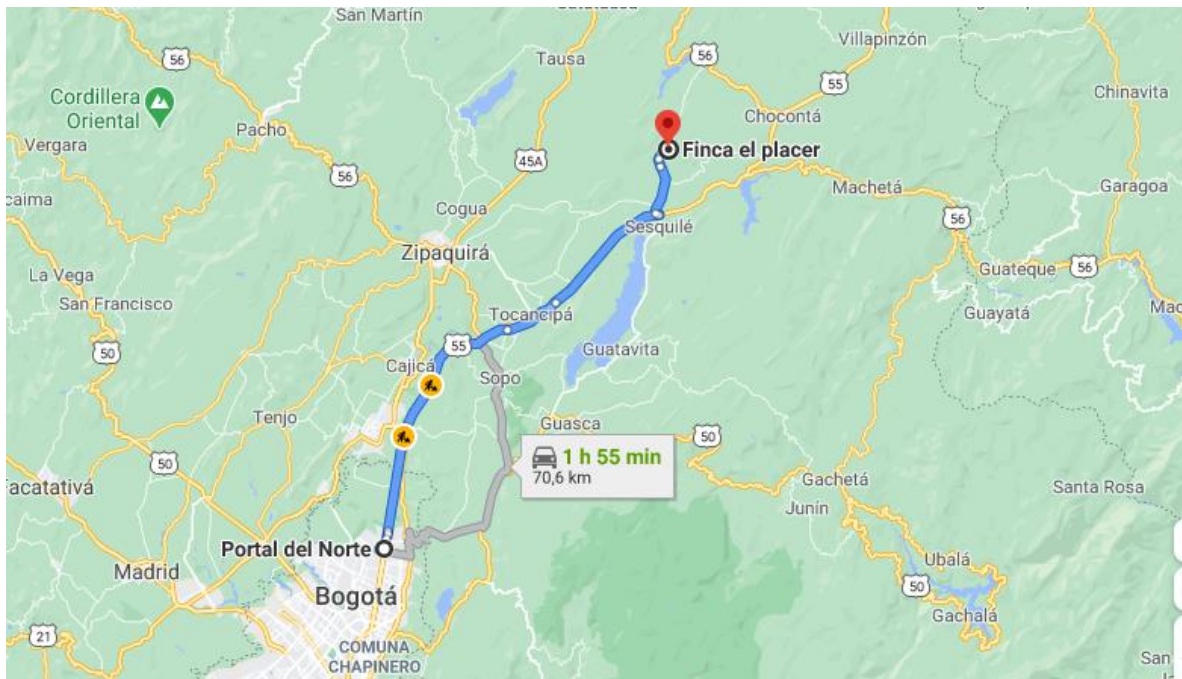 San Martín
Villapinzón
56
Tausa
56
55
Cordillera
Oriental
Chinavita
Chocontá
Pacho
Vergara
Finca el placer
45A
56
Machetá
Garagoa
Cogua
56
Sesquilé
Zipaquirá
La Vega
Guateque
56
San Francisco
Tocancipá
Guayatá
55
Guatavita
50
Cajicá
Sopo
Tenjo
Guasca
50
1 h 55 min
70,6 km
50
Gachetá
Santa Rosa
Junín
Portal del Norte
Madrid
Ubalá
Bogotá
50
Gachalá
21
COMUNA
CHAPINERO
San